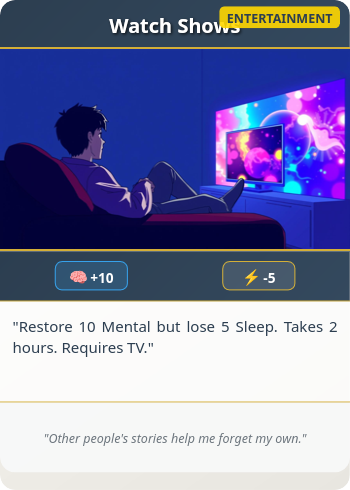 Watch Shows
ENTERTAINMENT
🧠 +10
⚡ -5
"Restore 10 Mental but lose 5 Sleep. Takes 2
hours. Requires TV."
"Other people's stories help me forget my own."